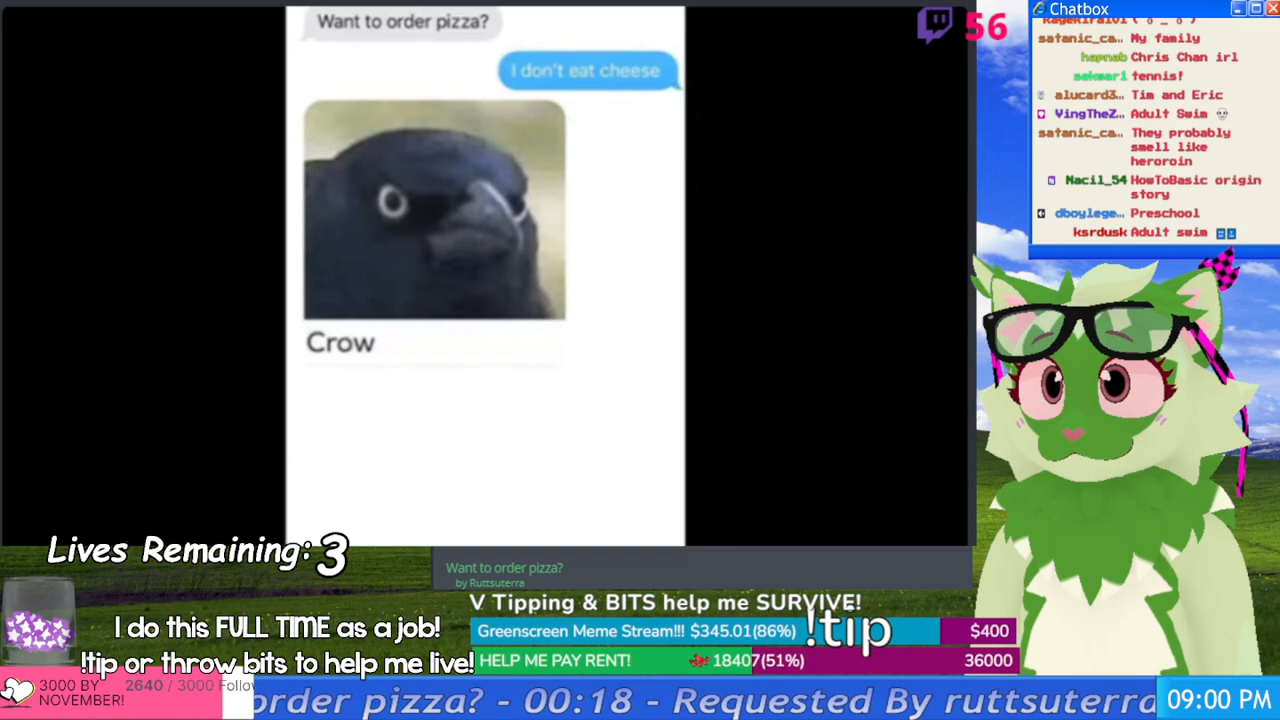 Want to order pizza?
I don't eat cheese
Crow
56
Chatbox
satanic_ca… My family
hapnab Chris Chan irl
sakmari tennis!
alucard3… Tim and Eric
VingTheZ… Adult Swim 💀
satanic_ca… They probably
smell like
heroroin
Nacil_54 HowToBasic origin
story
dboylege… Preschool
ksrdusk Adult swim
Lives Remaining: 3
Want to order pizza?
by Ruttsuterra
V Tipping & BITS help me SURVIVE!
Greenscreen Meme Stream!!! $345.01(86%) $400
!tip
HELP ME PAY RENT! 18407(51%) 36000
I do this FULL TIME as a job!
!tip or throw bits to help me live!
3000 BY
NOVEMBER!
2640 / 3000 Follow
order pizza? - 00:18 - Requested By ruttsuterra
09:00 PM